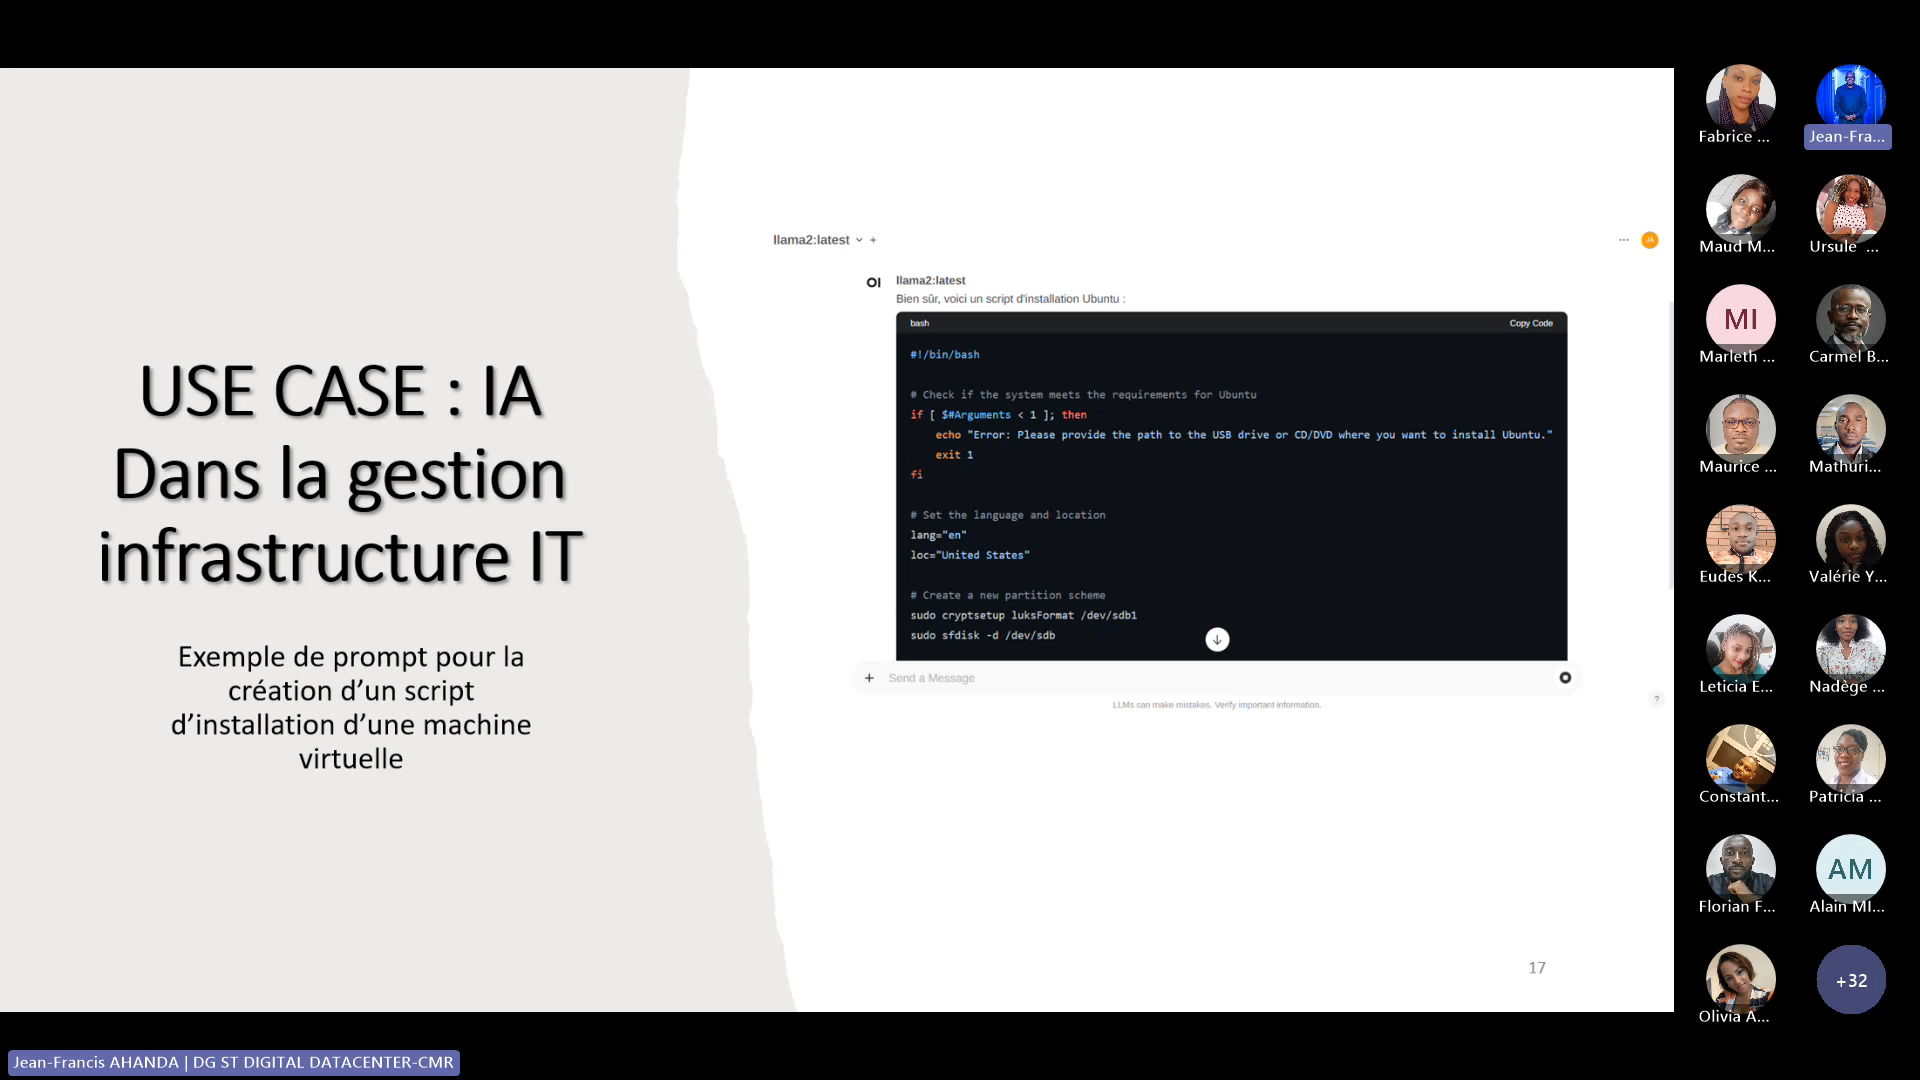 USE CASE : IA
Dans la gestion
infrastructure IT
Exemple de prompt pour la
création d’un script
d’installation d’une machine
virtuelle
llama2:latest
JA
OI
llama2:latest
Bien sûr, voici un script d'installation Ubuntu :
bash
Copy Code
#!/bin/bash
# Check if the system meets the requirements for Ubuntu
if [ $#Arguments < 1 ]; then
echo "Error: Please provide the path to the USB drive or CD/DVD where you want to install Ubuntu."
exit 1
fi
# Set the language and location
lang="en"
loc="United States"
# Create a new partition scheme
sudo cryptsetup luksFormat /dev/sdb1
sudo sfdisk -d /dev/sdb
+ Send a Message
LLMs can make mistakes. Verify important information.
?
17
Fabrice ...
Jean-Fra...
Maud M...
Ursule ...
MI
Marleth ...
Carmel B...
Maurice ...
Mathuri...
Eudes K...
Valérie Y...
Leticia E...
Nadège ...
Constant...
Patricia ...
Florian F...
AM
Alain MI...
Olivia A...
+32
Jean-Francis AHANDA | DG ST DIGITAL DATACENTER-CMR